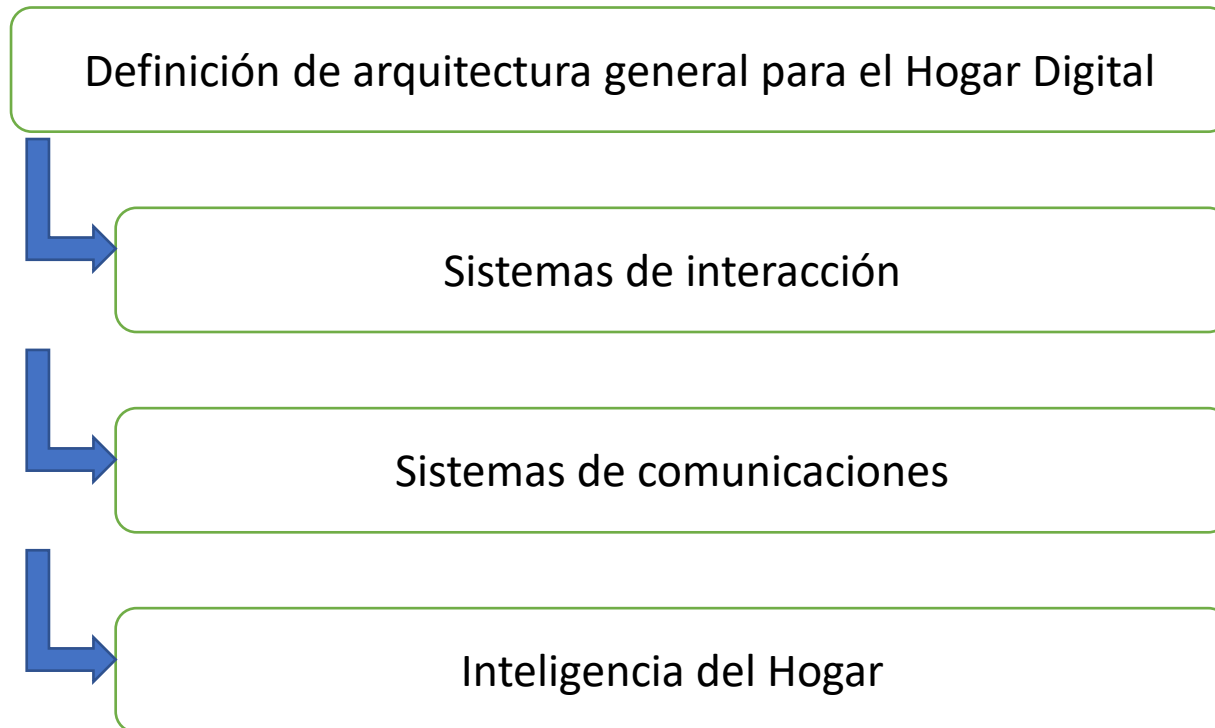 Definición de arquitectura general para el Hogar Digital
Sistemas de interacción
Sistemas de comunicaciones
Inteligencia del Hogar